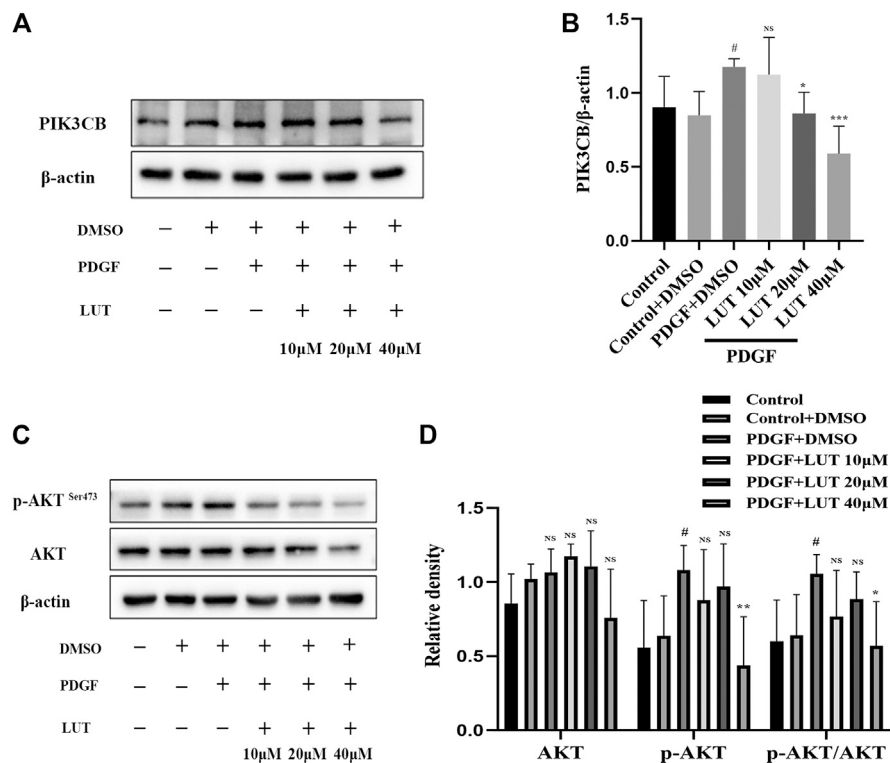 A
PIK3CB
β-actin
DMSO − + + + + +
PDGF − − + + + +
LUT − − − + + +
10μM 20μM 40μM
B
PIK3CB/β-actin
1.5
1.0
0.5
0.0
# NS * ***
Control
Control+DMSO
PDGF+DMSO
LUT 10μM
LUT 20μM
LUT 40μM
PDGF
C
p-AKT Ser473
AKT
β-actin
DMSO − + + + + +
PDGF − − + + + +
LUT − − − + + +
10μM 20μM 40μM
D
Control
Control+DMSO
PDGF+DMSO
PDGF+LUT 10μM
PDGF+LUT 20μM
PDGF+LUT 40μM
Relative density
1.5
1.0
0.5
0.0
NS NS NS NS # NS NS ** # NS NS *
AKT p-AKT p-AKT/AKT